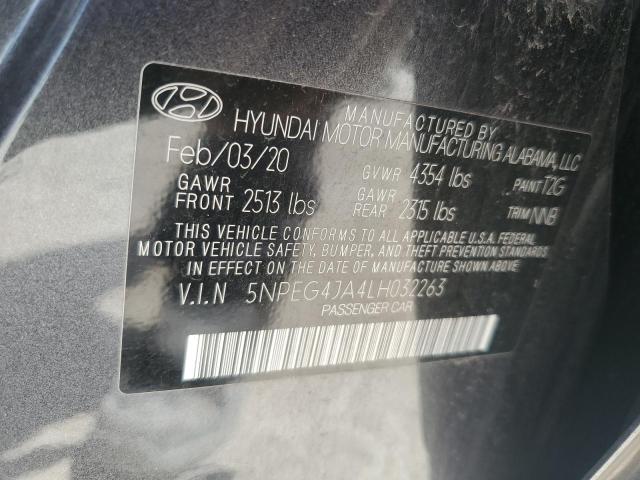 MANUFACTURED BY
HYUNDAI MOTOR MANUFACTURING ALABAMA, LLC
Feb/03/20 GVWR 4354 lbs PAINT T2G
GAWR FRONT 2513 lbs GAWR REAR 2315 lbs TRIM NNB
THIS VEHICLE CONFORMS TO ALL APPLICABLE U.S.A. FEDERAL
MOTOR VEHICLE SAFETY, BUMPER, AND THEFT PREVENTION STANDARDS
IN EFFECT ON THE DATE OF MANUFACTURE SHOWN ABOVE.
V.I.N 5NPEG4JA4LH032263
PASSENGER CAR